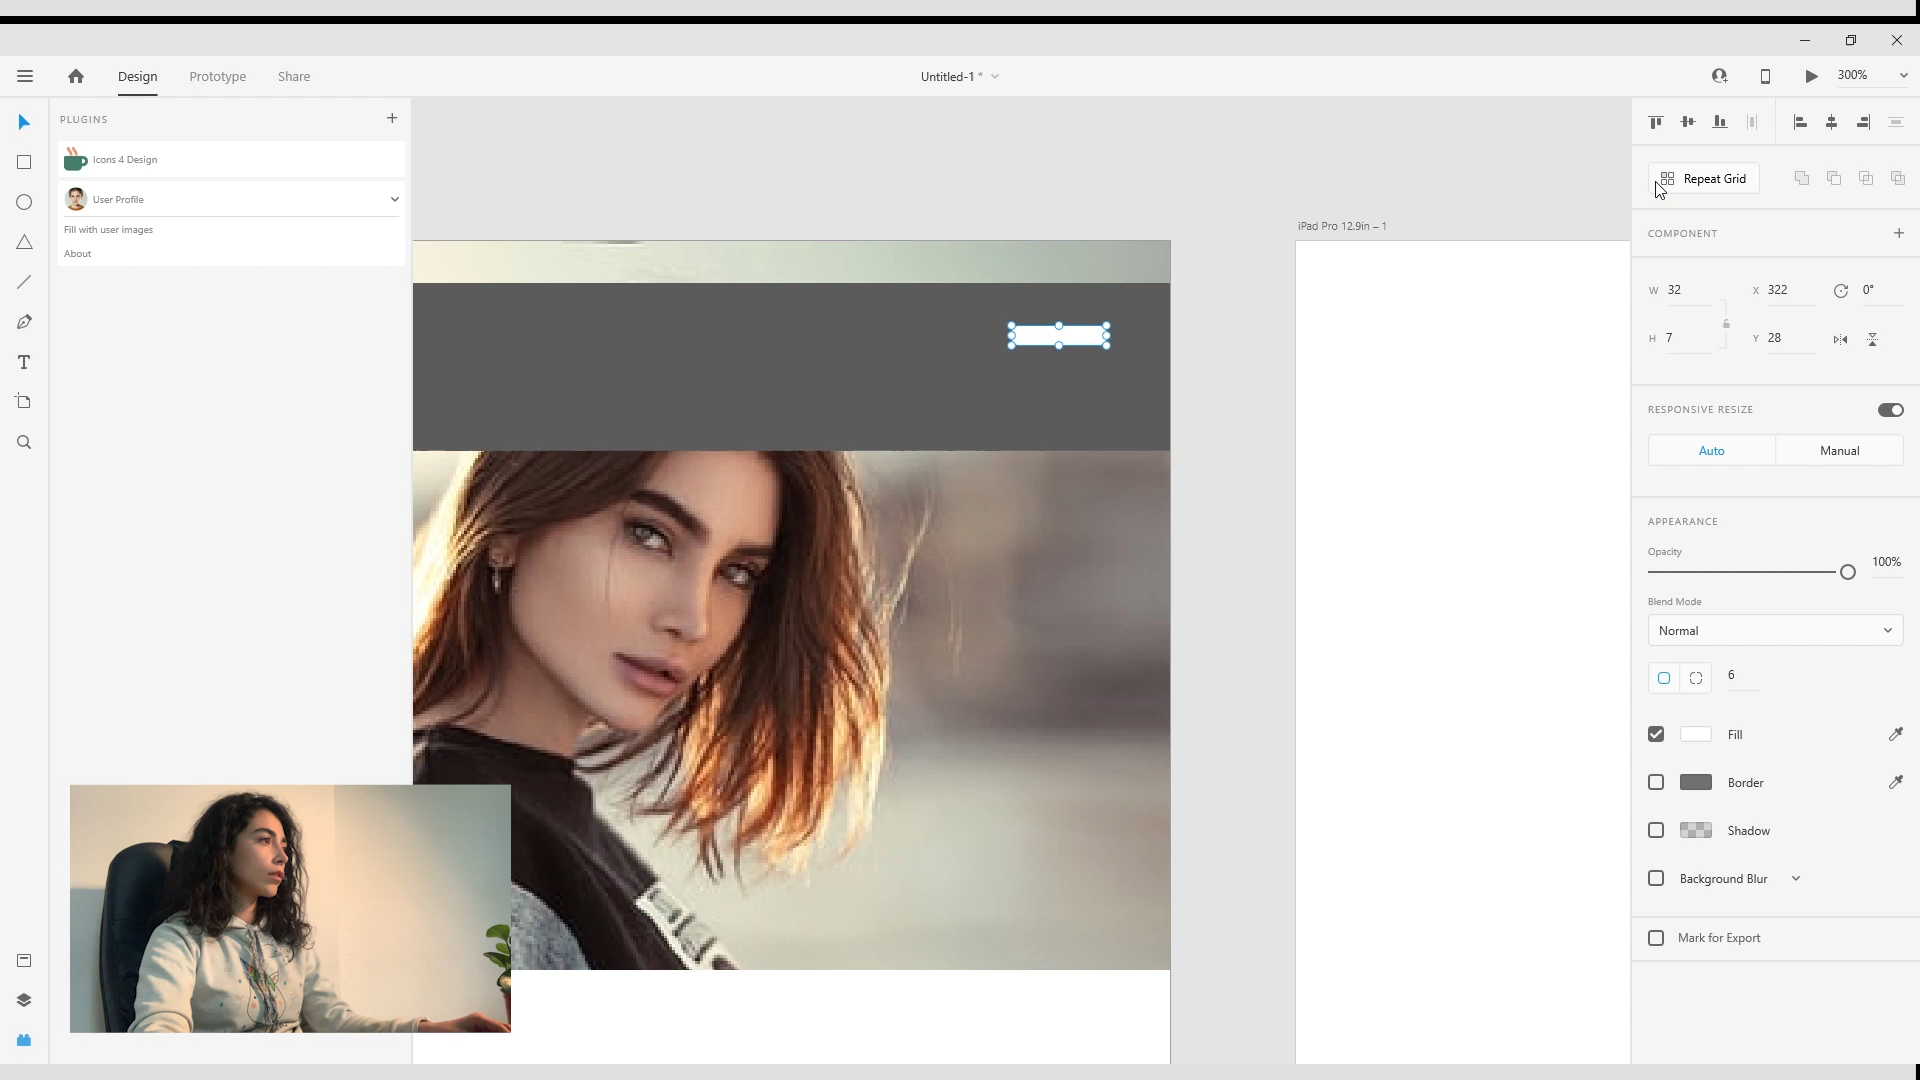 Design
Prototype
Share
Untitled-1 *
300%
PLUGINS
Icons 4 Design
User Profile
Fill with user images
About
iPad Pro 12.9in – 1
Repeat Grid
COMPONENT
W 32
X 322
0°
H 7
Y 28
RESPONSIVE RESIZE
Auto
Manual
APPEARANCE
Opacity
100%
Blend Mode
Normal
6
Fill
Border
Shadow
Background Blur
Mark for Export